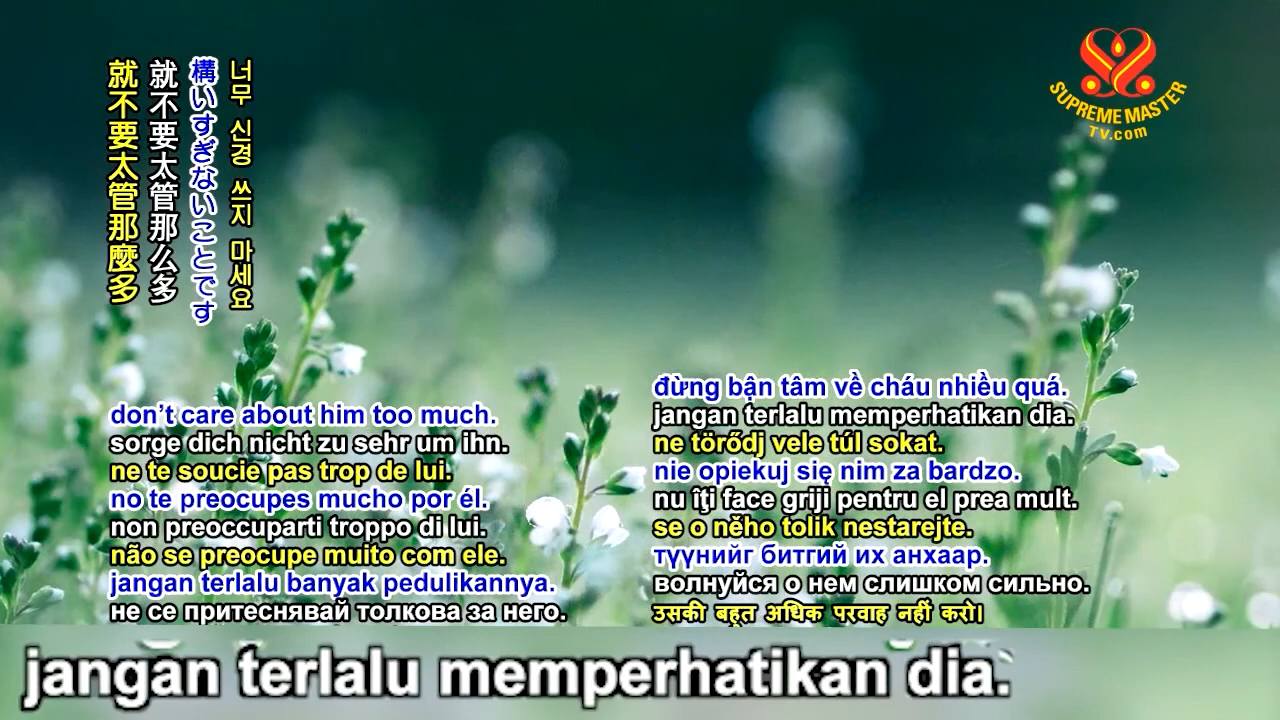 就不要太管那麼多
就不要太管那么多
構いすぎないことです
너무 신경 쓰지 마세요
SUPREME MASTER
TV.com
don't care about him too much.
sorge dich nicht zu sehr um ihn.
ne te soucie pas trop de lui.
no te preocupes mucho por él.
non preoccuparti troppo di lui.
não se preocupe muito com ele.
jangan terlalu banyak pedulikannya.
не се притеснявай толкова за него.
đừng bận tâm về cháu nhiều quá.
jangan terlalu memperhatikan dia.
ne törődj vele túl sokat.
nie opiekuj się nim za bardzo.
nu îţi face griji pentru el prea mult.
se o něho tolik nestarejte.
түүнийг битгий их анхаар.
волнуйся о нем слишком сильно.
उसकी बहुत अधिक परवाह नहीं करो।
jangan terlalu memperhatikan dia.